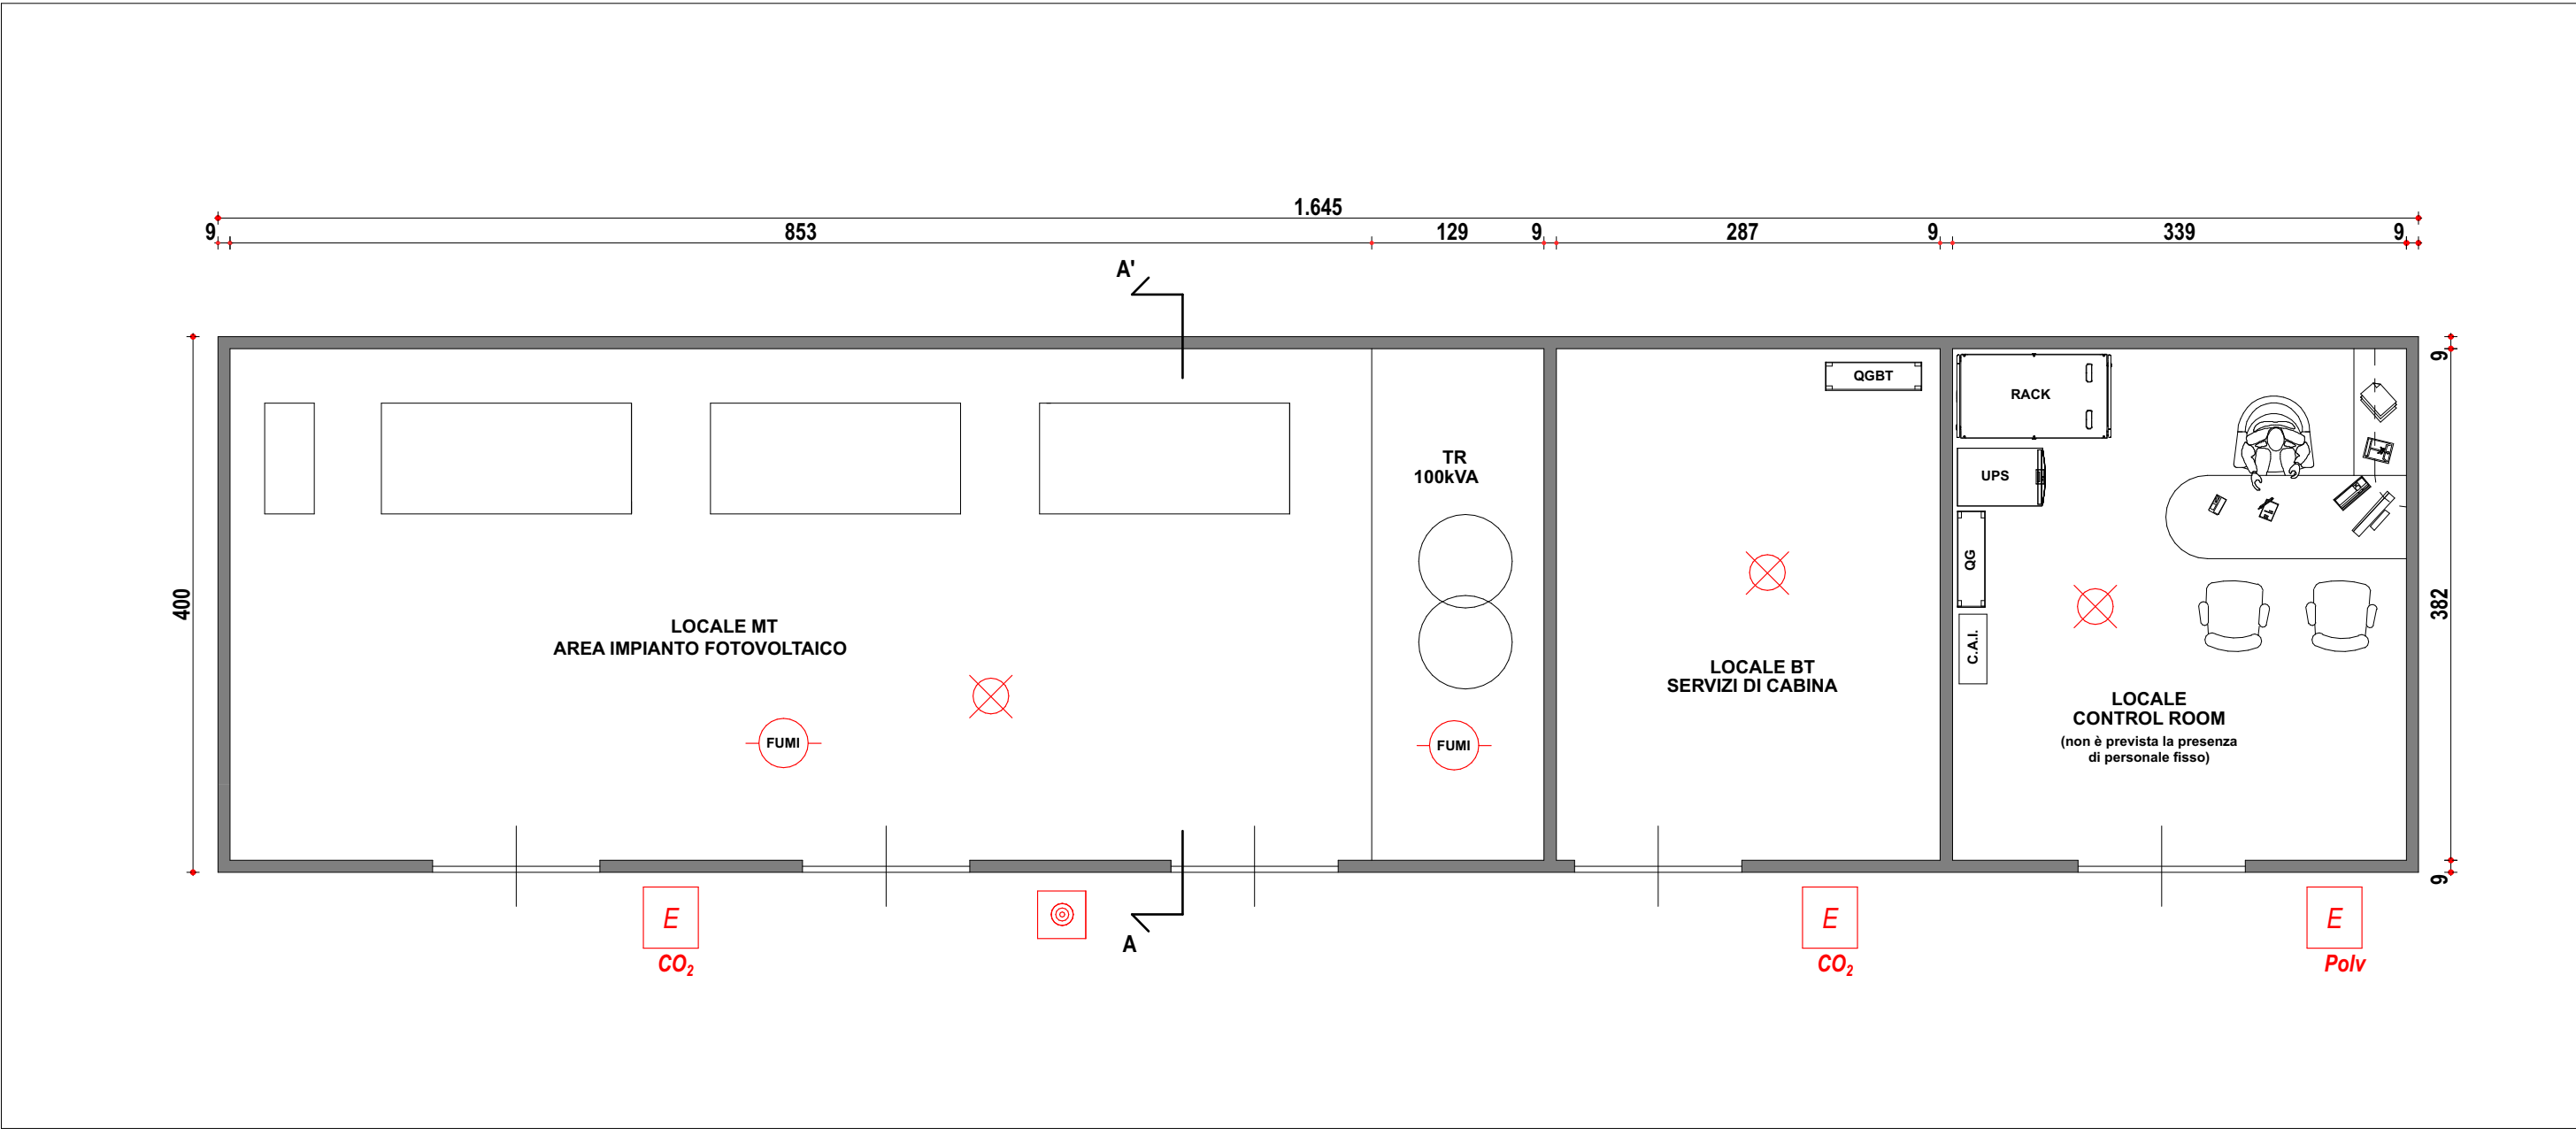 1.645
9 853 129 9 287 9 339 9
A'
9
QGBT
RACK
TR
100kVA
UPS
QG
400
382
LOCALE MT
AREA IMPIANTO FOTOVOLTAICO
C.A.I.
LOCALE BT
SERVIZI DI CABINA
LOCALE
CONTROL ROOM
(non è prevista la presenza
di personale fisso)
FUMI
FUMI
9
E
CO2
A
E
CO2
E
Polv